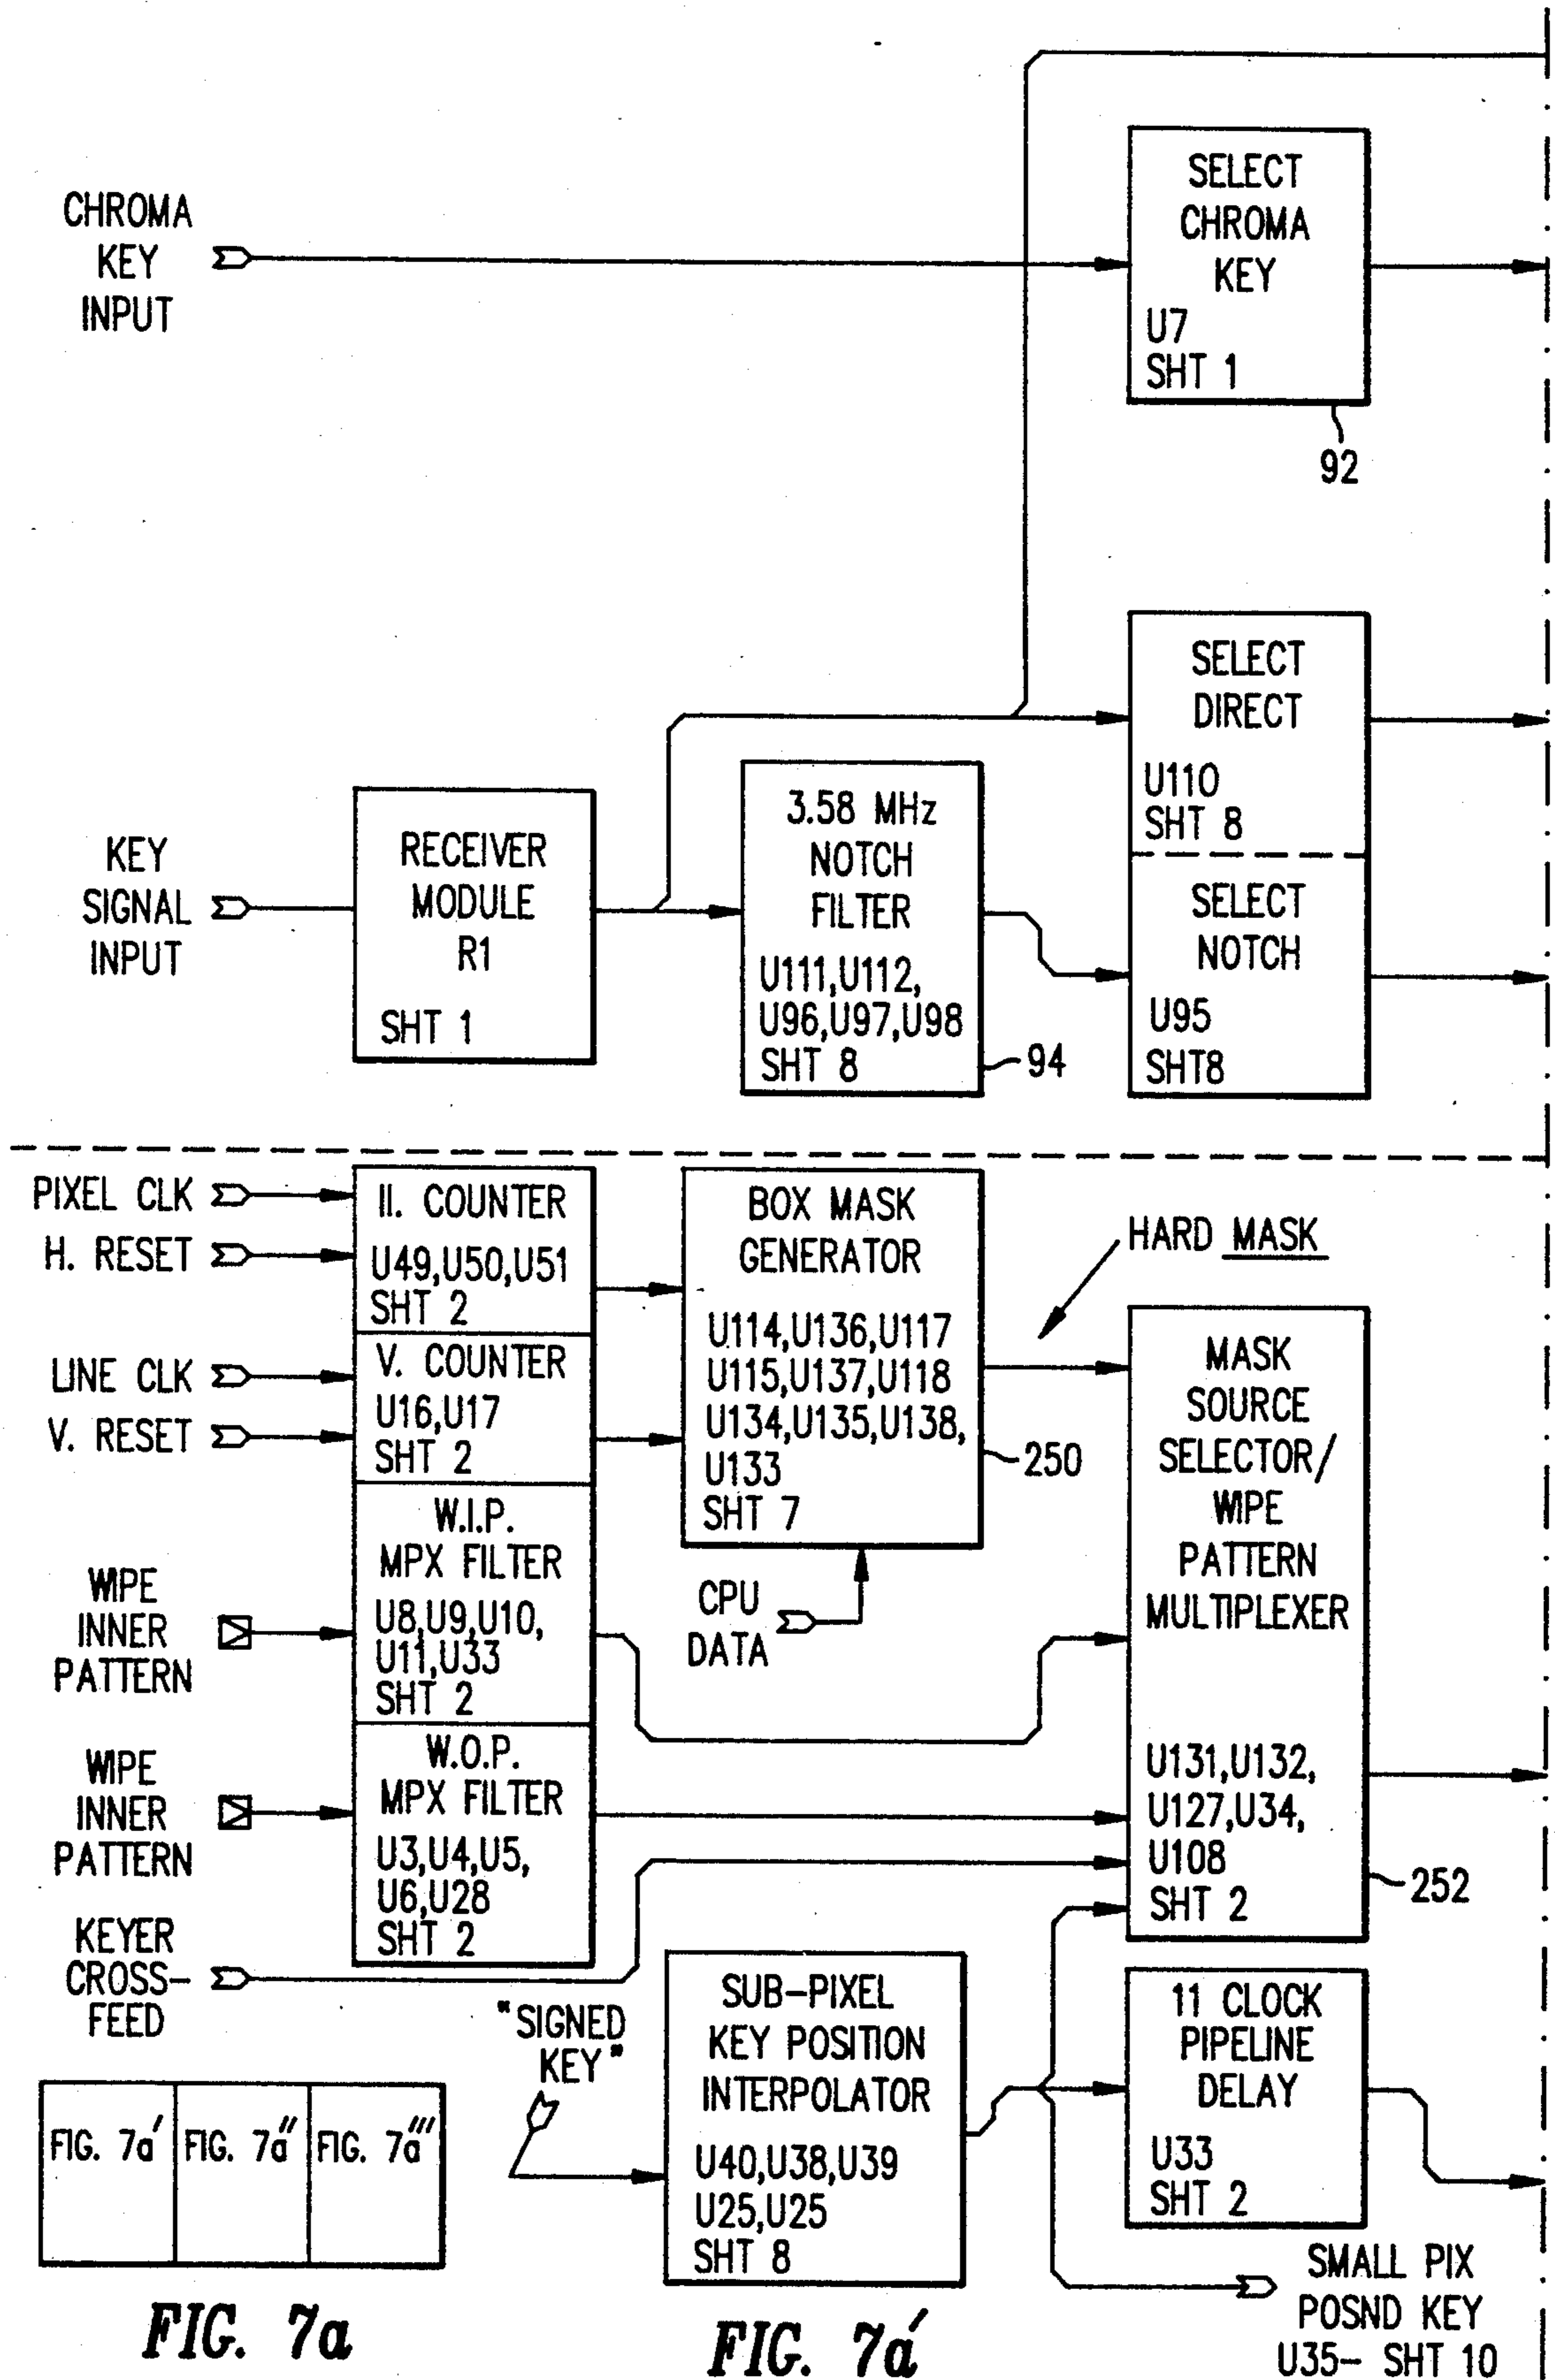 CHROMA
KEY
INPUT
SELECT
CHROMA
KEY
U7
SHT 1
92
SELECT
DIRECT
U110
SHT 8
SELECT
NOTCH
U95
SHT8
KEY
SIGNAL
INPUT
RECEIVER
MODULE
R1
SHT 1
3.58 MHz
NOTCH
FILTER
U111,U112,
U96,U97,U98
SHT 8
94
PIXEL CLK
H. RESET
LINE CLK
V. RESET
II. COUNTER
U49,U50,U51
SHT 2
V. COUNTER
U16,U17
SHT 2
W.I.P.
MPX FILTER
U8,U9,U10,
U11,U33
SHT 2
W.O.P.
MPX FILTER
U3,U4,U5,
U6,U28
SHT 2
BOX MASK
GENERATOR
U114,U136,U117
U115,U137,U118
U134,U135,U138,
U133
SHT 7
250
HARD MASK
CPU
DATA
WIPE
INNER
PATTERN
WIPE
INNER
PATTERN
KEYER
CROSS-
FEED
MASK
SOURCE
SELECTOR/
WIPE
PATTERN
MULTIPLEXER
U131,U132,
U127,U34,
U108
SHT 2
252
"SIGNED
KEY"
SUB-PIXEL
KEY POSITION
INTERPOLATOR
U40,U38,U39
U25,U25
SHT 8
11 CLOCK
PIPELINE
DELAY
U33
SHT 2
SMALL PIX
POSND KEY
U35- SHT 10
FIG. 7a' FIG. 7a'' FIG. 7a'''
FIG. 7a
FIG. 7a'